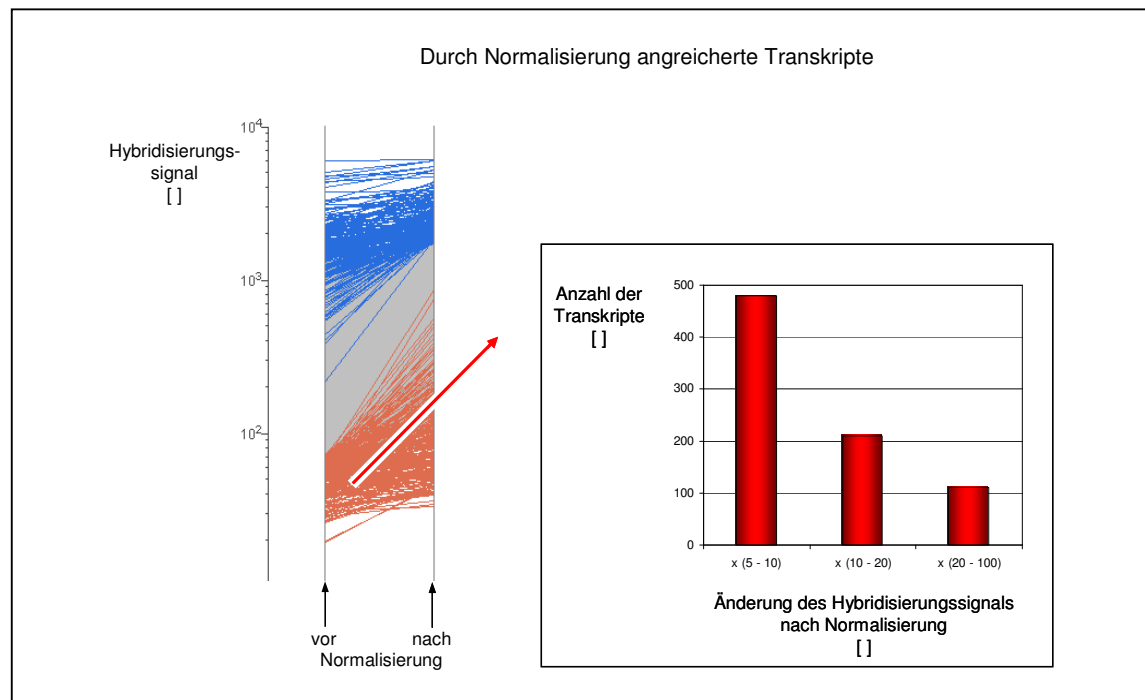 Durch Normalisierung angereicherte Transkripte
Hybridisierungs-
signal
[ ]
10⁴
10³
10²
vor
nach
Normalisierung
Anzahl der
Transkripte
[ ]
500
400
300
200
100
0
x (5 - 10)
x (10 - 20)
x (20 - 100)
Änderung des Hybridisierungssignals
nach Normalisierung
[ ]